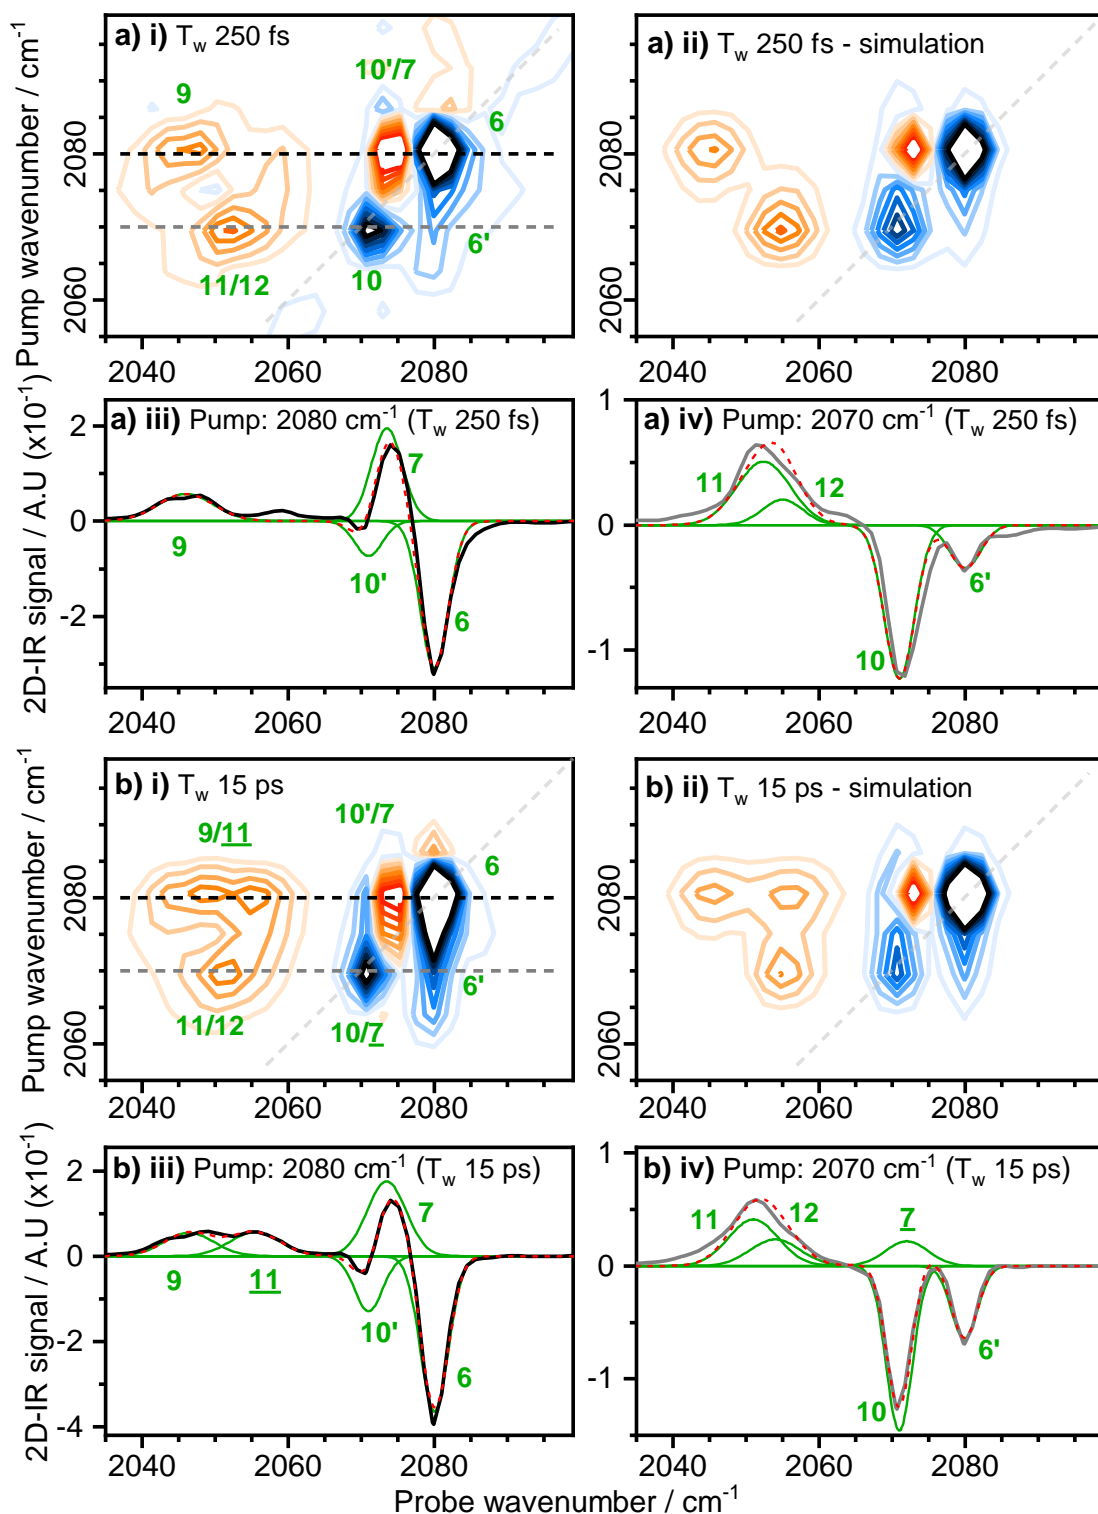 a) i) Tw 250 fs
10'/7
9
6
6'
11/12
10
Pump wavenumber / cm-1
2080
2060
2040 2060 2080
a) ii) Tw 250 fs - simulation
2080
2060
2040 2060 2080
a) iii) Pump: 2080 cm-1 (Tw 250 fs)
7
9
10'
6
2D-IR signal / A.U (x10-1)
2
0
-2
2040 2060 2080
a) iv) Pump: 2070 cm-1 (Tw 250 fs)
11
12
6'
10
1
0
-1
2040 2060 2080
b) i) Tw 15 ps
10'/7
9/11
6
6'
11/12
10/7
Pump wavenumber / cm-1
2080
2060
2040 2060 2080
b) ii) Tw 15 ps - simulation
2080
2060
2040 2060 2080
b) iii) Pump: 2080 cm-1 (Tw 15 ps)
7
9
11
10'
6
2D-IR signal / A.U (x10-1)
2
0
-2
-4
2040 2060 2080
b) iv) Pump: 2070 cm-1 (Tw 15 ps)
11
12
7
6'
10
1
0
-1
2040 2060 2080
Probe wavenumber / cm-1